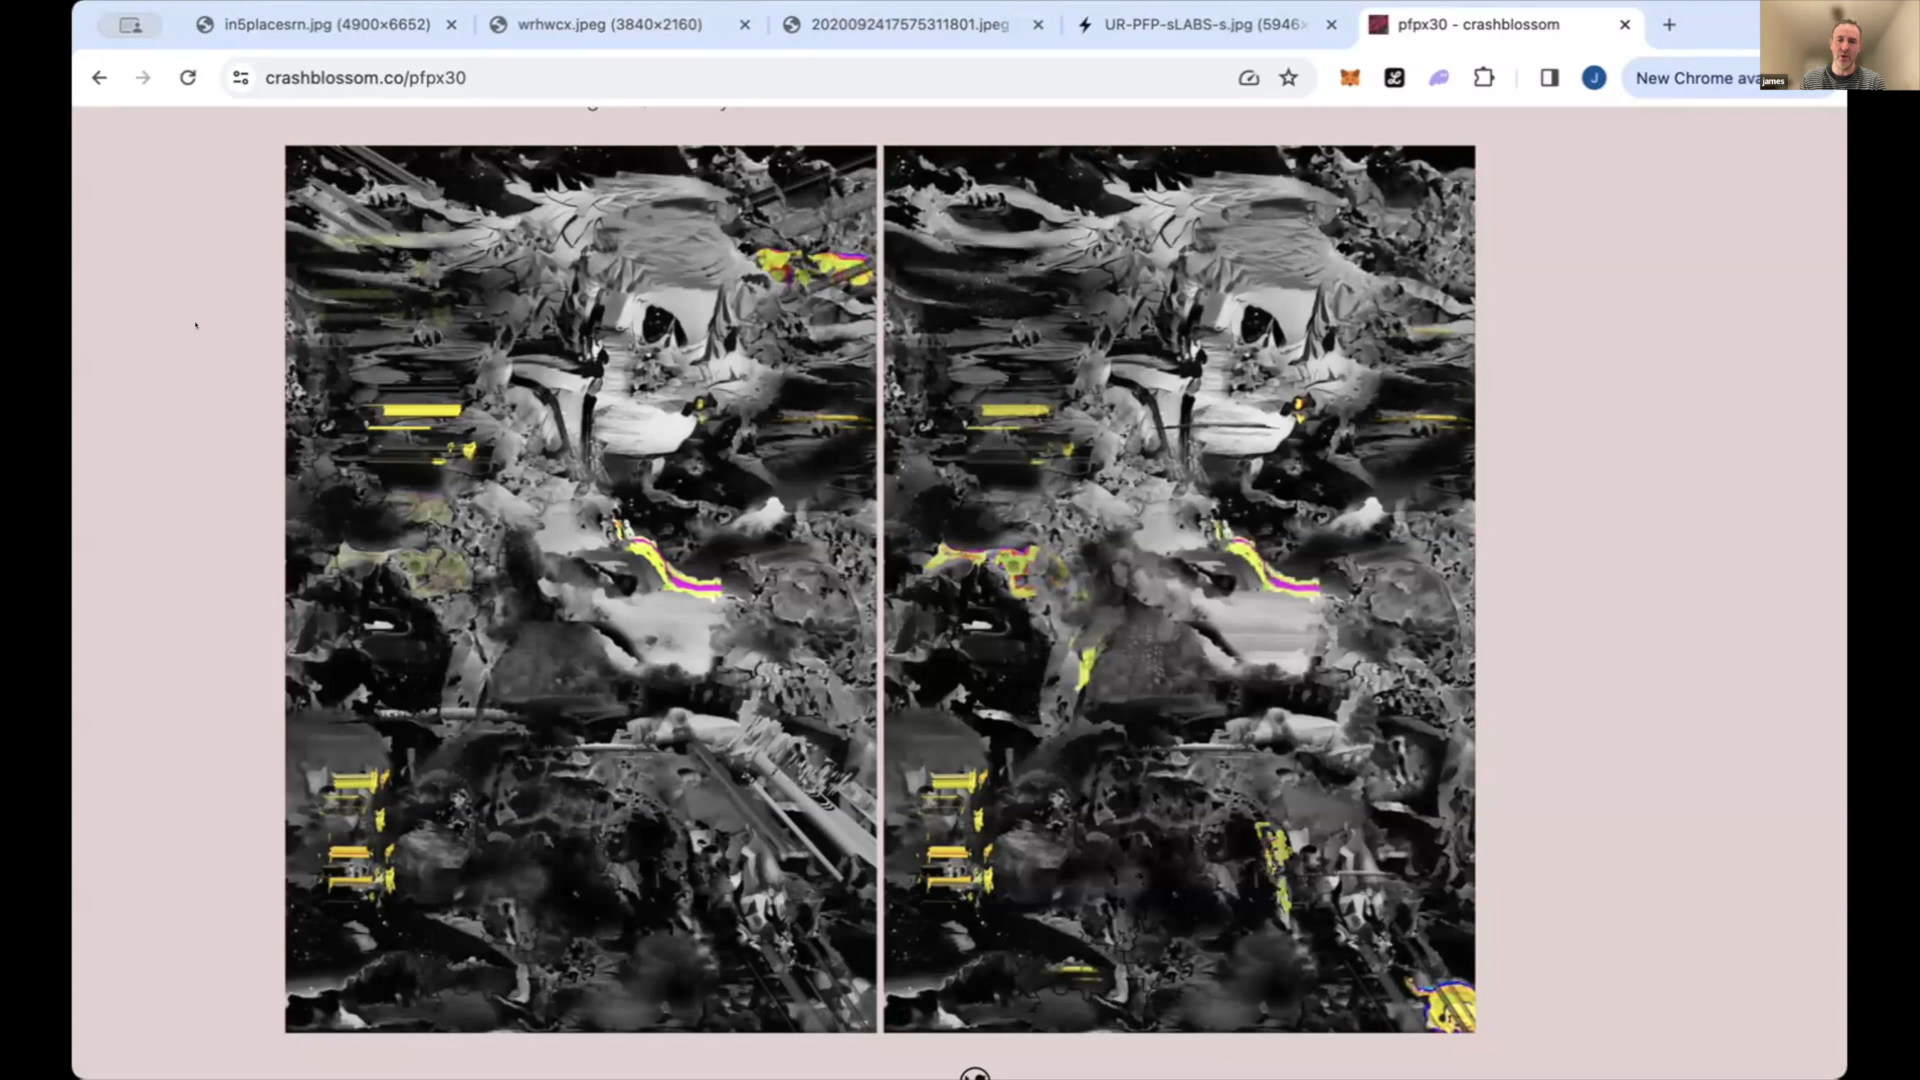 in5placesrn.jpg (4900×6652)
wrhwcx.jpeg (3840×2160)
2020092417575311801.jpeg
UR-PFP-sLABS-s.jpg (5946×
pfpx30 - crashblossom
crashblossom.co/pfpx30
J
New Chrome ava
james